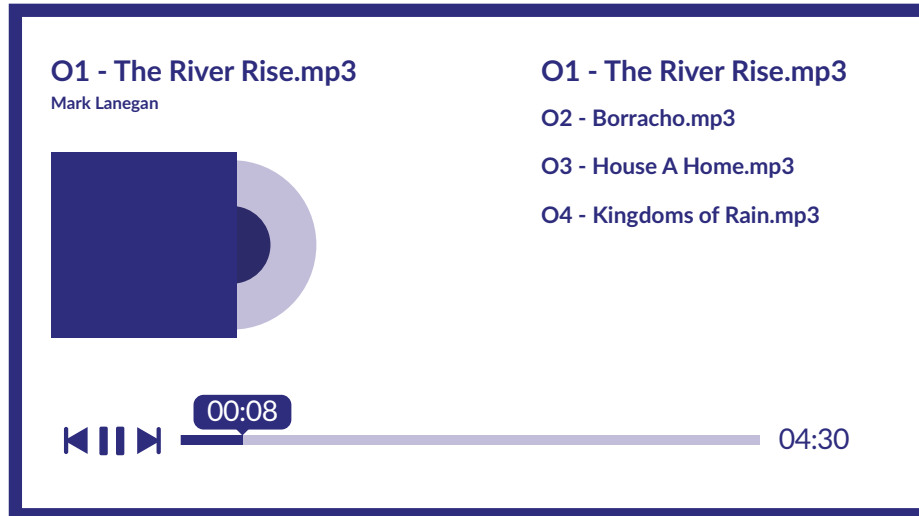 O1 - The River Rise.mp3
Mark Lanegan
O1 - The River Rise.mp3
O2 - Borracho.mp3
O3 - House A Home.mp3
O4 - Kingdoms of Rain.mp3
00:08
04:30